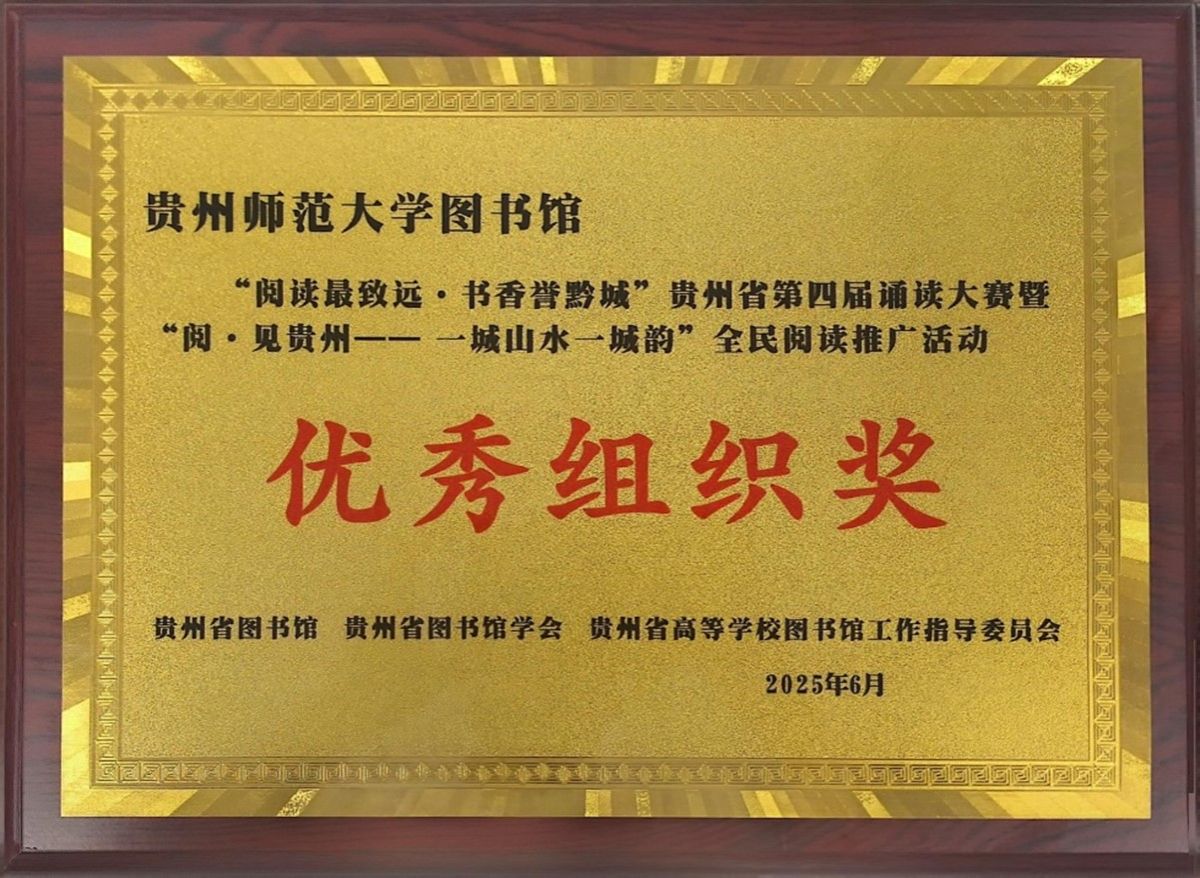 贵州师范大学图书馆
“阅读最致远·书香誉黔城”贵州省第四届诵读大赛暨
“阅·见贵州—— 一城山水一城韵”全民阅读推广活动
优秀组织奖
贵州省图书馆 贵州省图书馆学会 贵州省高等学校图书馆工作指导委员会
2025年6月